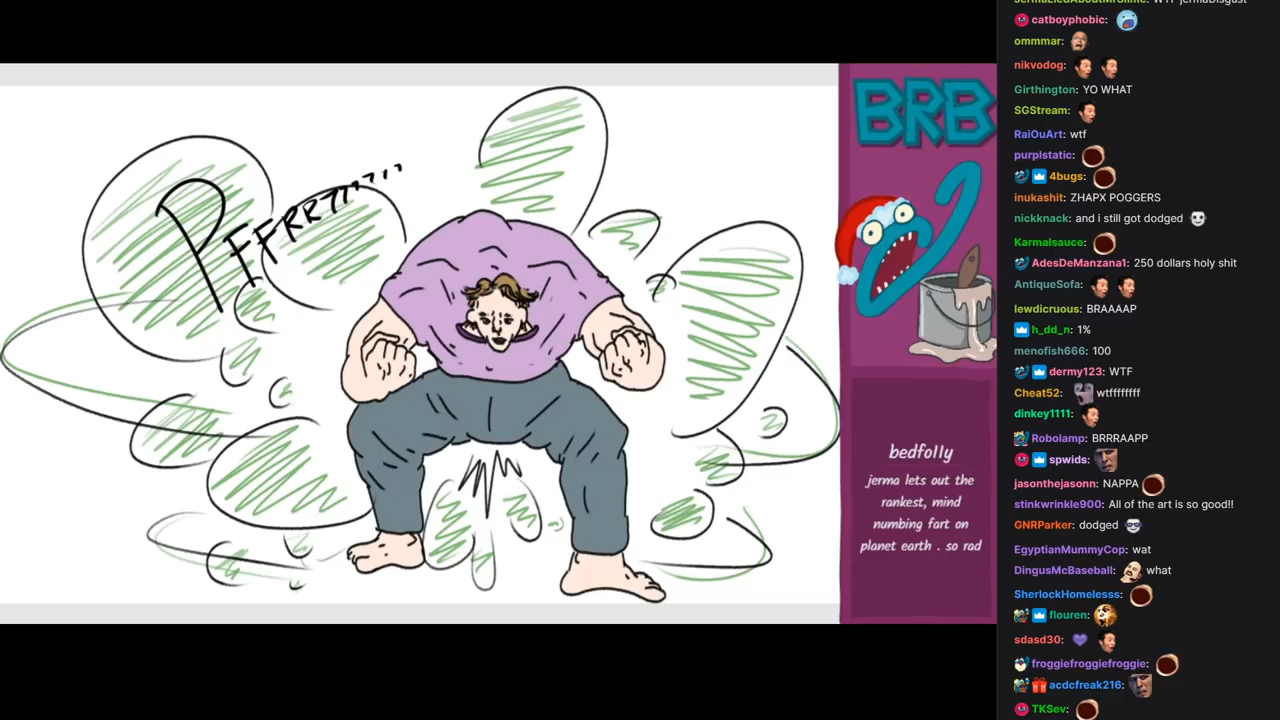 PFFFRRTTTTTT
BRB
bedfolly
jerma lets out the
rankest, mind
numbing fart on
planet earth . so rad
catboyphobic:
ommmar:
nikvodog:
Girthington: YO WHAT
SGStream:
RaiOuArt: wtf
purplstatic:
4bugs:
inukashit: ZHAPX POGGERS
nickknack: and i still got dodged
Karmalsauce:
AdesDeManzana1: 250 dollars holy shit
AntiqueSofa:
lewdicruous: BRAAAAP
h_dd_n: 1%
menofish666: 100
dermy123: WTF
Cheat52: wtffffffff
dinkey1111:
Robolamp: BRRRAAPP
spwids:
jasonthejasonn: NAPPA
stinkwrinkle900: All of the art is so good!!
GNRParker: dodged
EgyptianMummyCop: wat
DingusMcBaseball: what
SherlockHomelesss:
flouren:
sdasd30:
froggiefroggiefroggie:
acdcfreak216:
TKSev: